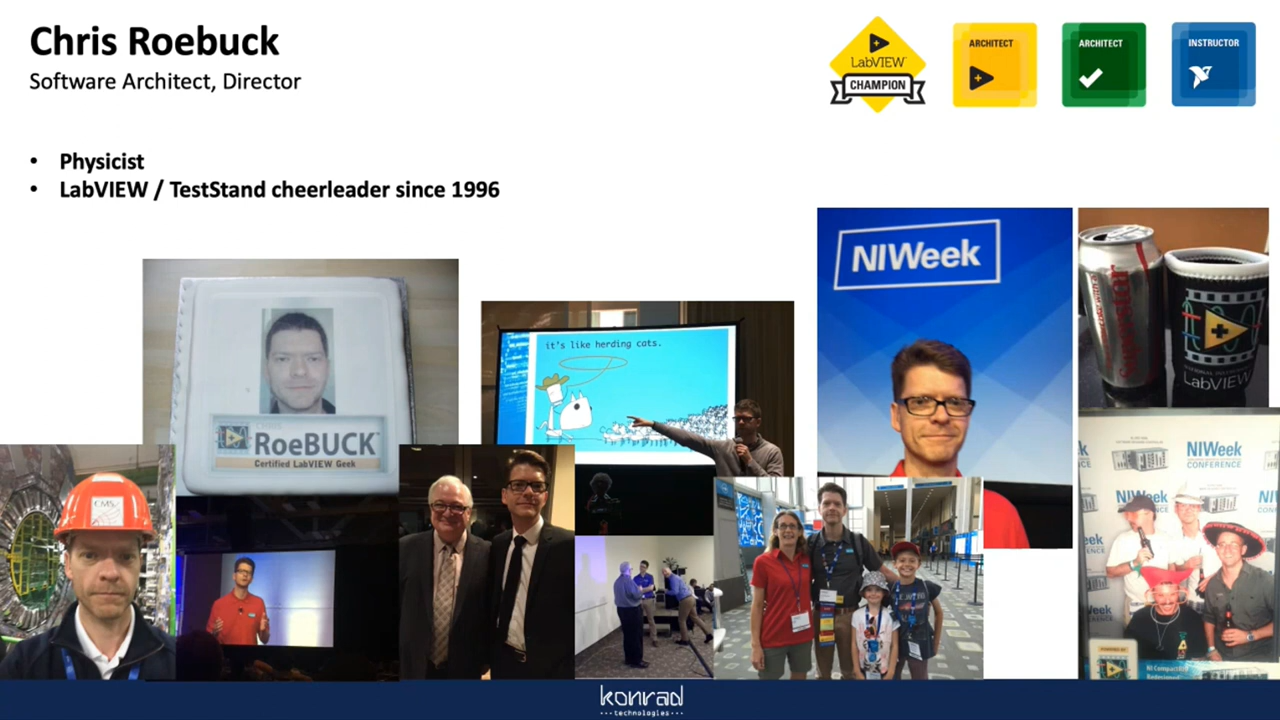 Chris Roebuck
Software Architect, Director
LabVIEW
CHAMPION
ARCHITECT
ARCHITECT
INSTRUCTOR
• Physicist
• LabVIEW / TestStand cheerleader since 1996
RoeBUCK
Certified LabVIEW Geek
it's like herding cats.
NIWeek
LabVIEW
CMS
NIWeek
CONFERENCE
NIWeek
konrad
technologies